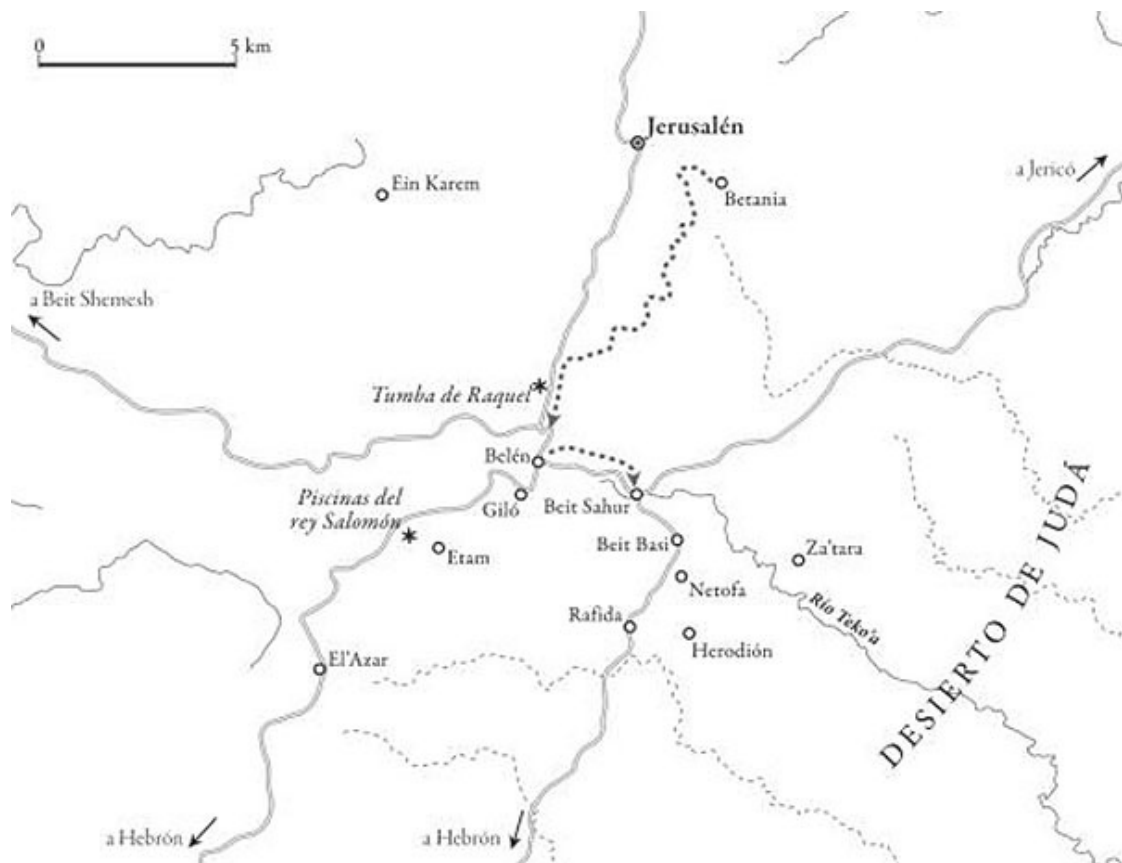 0
5 km
Jerusalén
Ein Karem
a Jericó
Betania
a Beit Shemesh
Tumba de Raquel
Belén
Piscinas del
rey Salomón
Giló
Beit Sahur
Beit Basi
Etam
Za'tara
Netofa
Río Teko'a
Rafida
Herodión
El'Azar
DESIERTO DE JUDÁ
a Hebrón
a Hebrón